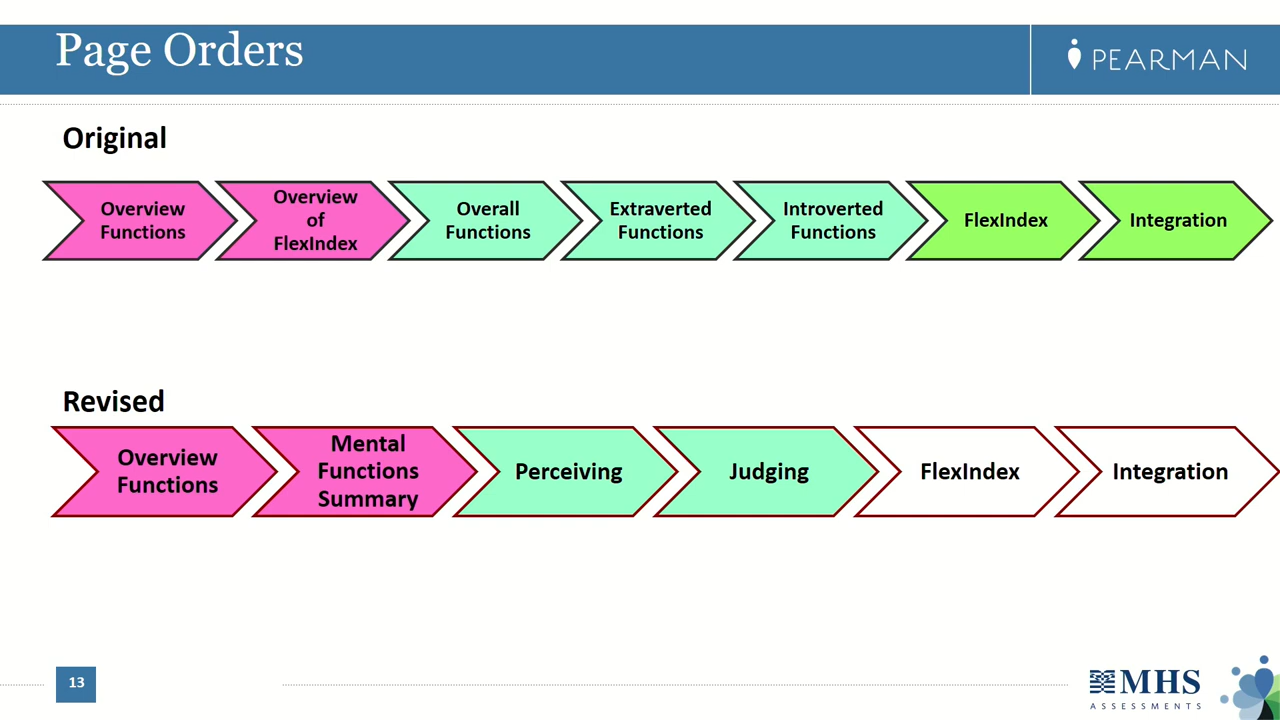 Page Orders
PEARMAN
Original
Overview
Functions
Overview
of
FlexIndex
Overall
Functions
Extraverted
Functions
Introverted
Functions
FlexIndex
Integration
Revised
Overview
Functions
Mental
Functions
Summary
Perceiving
Judging
FlexIndex
Integration
13
MHS
ASSESSMENTS